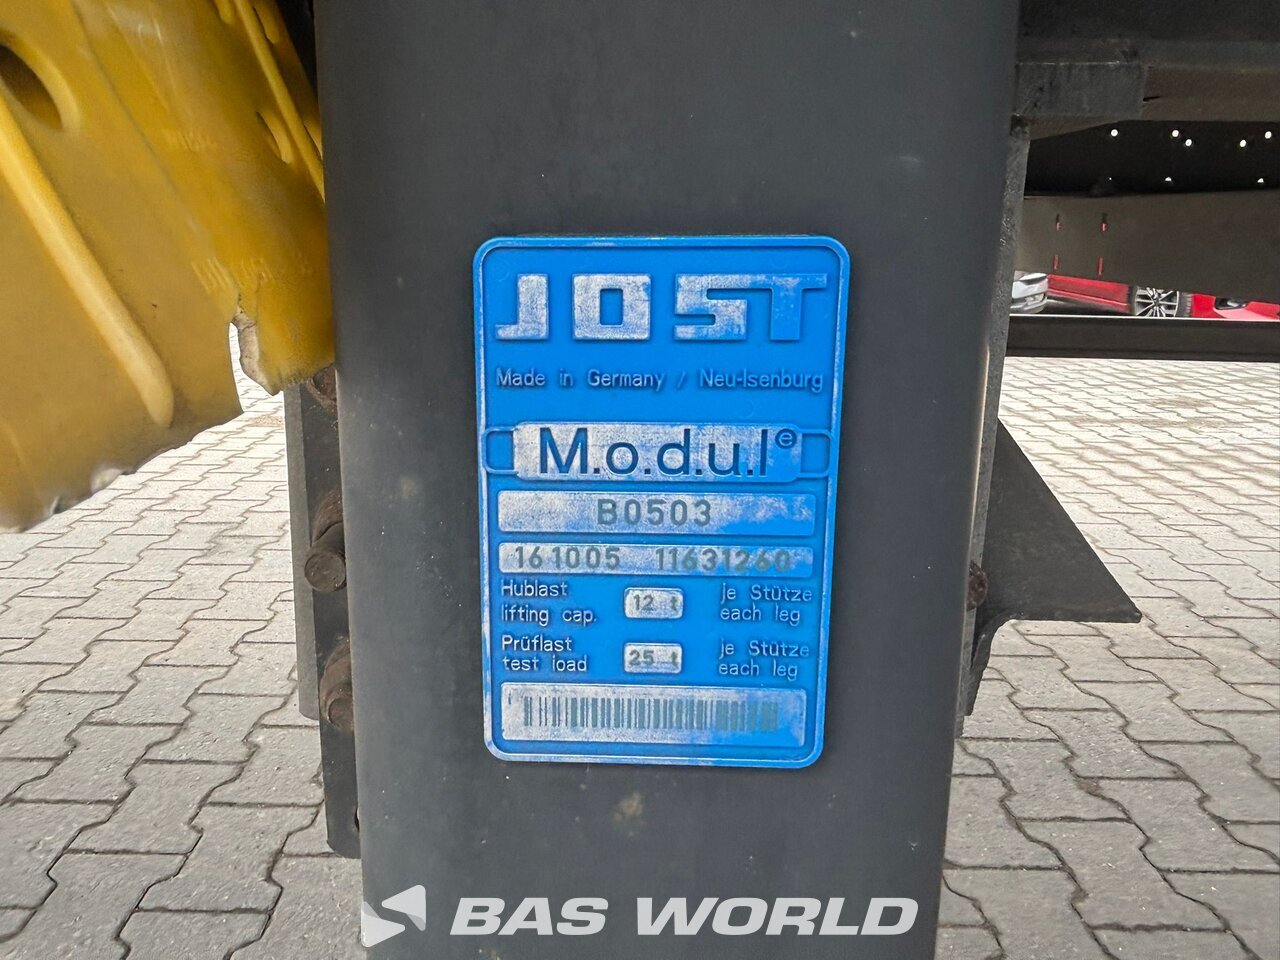 JOST
Made in Germany / Neu-Isenburg
M.o.d.u.l®
B0503
161005 11631260
Hublast 12 t je Stütze
lifting cap. each leg
Prüflast 25 t je Stütze
test load each leg
BAS WORLD